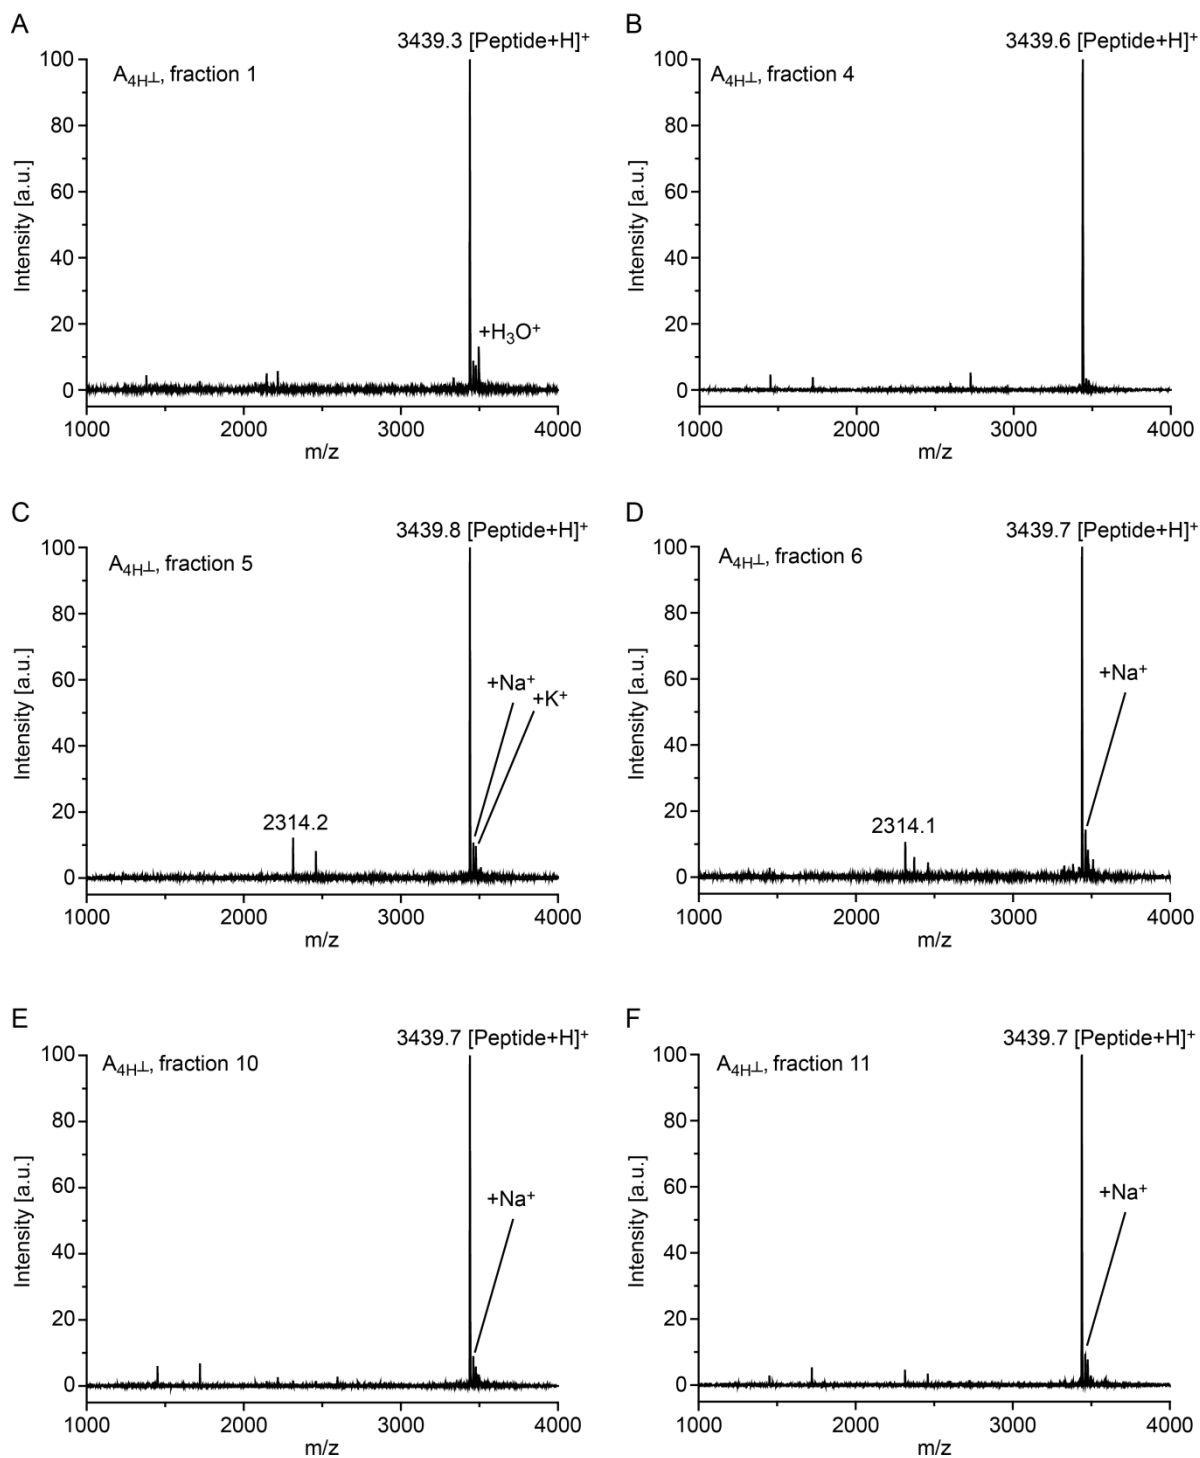 A
3439.3 [Peptide+H]⁺
A₄H⊥, fraction 1
+H₃O⁺
Intensity [a.u.]
100
80
60
40
20
0
1000 2000 3000 4000
m/z
B
3439.6 [Peptide+H]⁺
A₄H⊥, fraction 4
Intensity [a.u.]
100
80
60
40
20
0
1000 2000 3000 4000
m/z
C
3439.8 [Peptide+H]⁺
A₄H⊥, fraction 5
+Na⁺
+K⁺
2314.2
Intensity [a.u.]
100
80
60
40
20
0
1000 2000 3000 4000
m/z
D
3439.7 [Peptide+H]⁺
A₄H⊥, fraction 6
+Na⁺
2314.1
Intensity [a.u.]
100
80
60
40
20
0
1000 2000 3000 4000
m/z
E
3439.7 [Peptide+H]⁺
A₄H⊥, fraction 10
+Na⁺
Intensity [a.u.]
100
80
60
40
20
0
1000 2000 3000 4000
m/z
F
3439.7 [Peptide+H]⁺
A₄H⊥, fraction 11
+Na⁺
Intensity [a.u.]
100
80
60
40
20
0
1000 2000 3000 4000
m/z